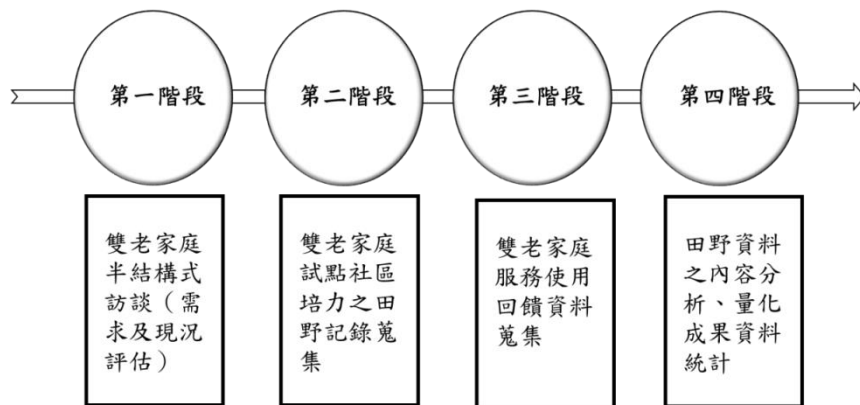 第一階段
第二階段
第三階段
第四階段
雙老家庭
半結構式
訪談（需
求及現況
評估）
雙老家庭
試點社區
培力之田
野記錄蒐
集
雙老家庭
服務使用
回饋資料
蒐集
田野資料
之內容分
析、量化
成果資料
統計